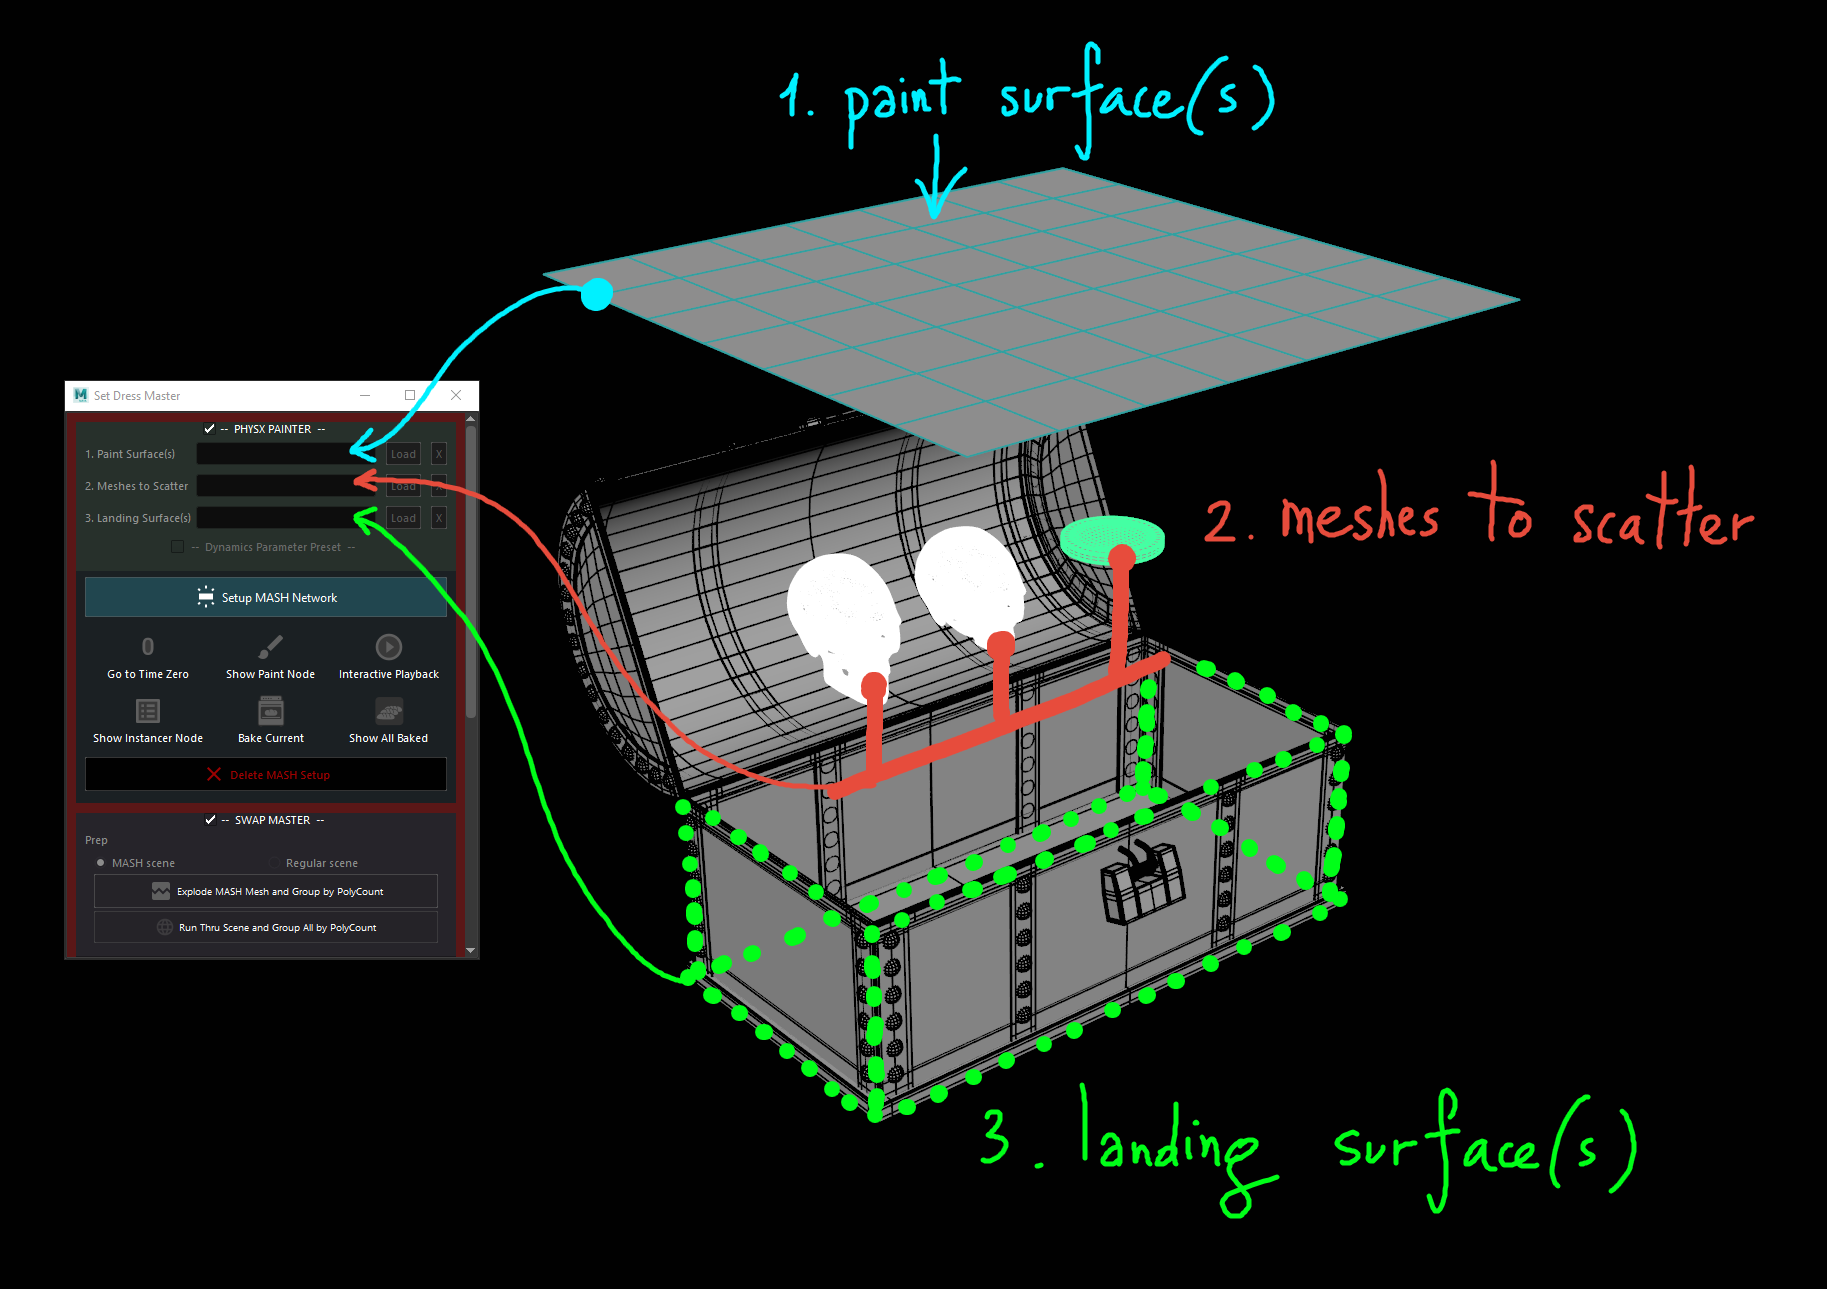 1. paint surface(s)
Set Dress Master
-- PHYSX PAINTER --
1. Paint Surface(s) Load X
2. Meshes to Scatter Load
3. Landing Surface(s) Load X
-- Dynamics Parameter Preset --
Setup MASH Network
0
Go to Time Zero Show Paint Node Interactive Playback
Show Instancer Node Bake Current Show All Baked
Delete MASH Setup
-- SWAP MASTER --
Prep
MASH scene Regular scene
Explode MASH Mesh and Group by PolyCount
Run Thru Scene and Group All by PolyCount
2. meshes to scatter
3. landing surface(s)